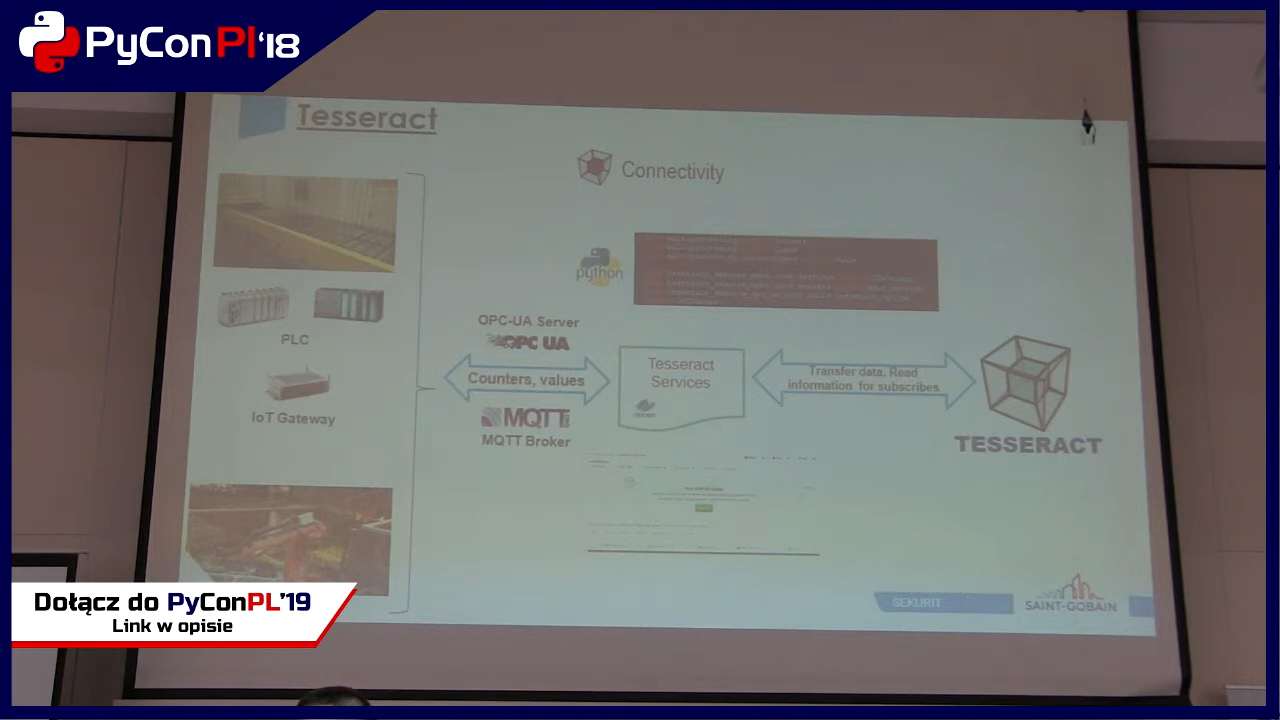 PyConPl'18
Tesseract
Connectivity
python
OPC-UA Server
OPC UA
PLC
Counters, values
Tesseract
Services
Transfer data, Read
information for subscribes
IoT Gateway
MQTT
MQTT Broker
TESSERACT
SEKURIT
SAINT-GOBAIN
Dołącz do PyConPL'19
Link w opisie